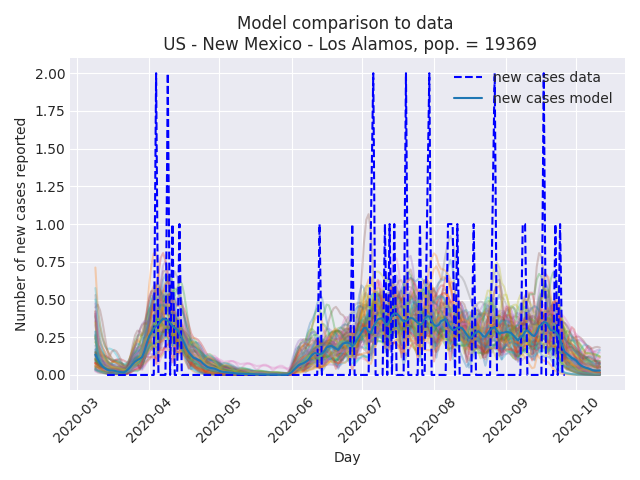 Model comparison to data
US - New Mexico - Los Alamos, pop. = 19369
Number of new cases reported
2.00
1.75
1.50
1.25
1.00
0.75
0.50
0.25
0.00
new cases data
new cases model
2020-03
2020-04
2020-05
2020-06
2020-07
2020-08
2020-09
2020-10
Day